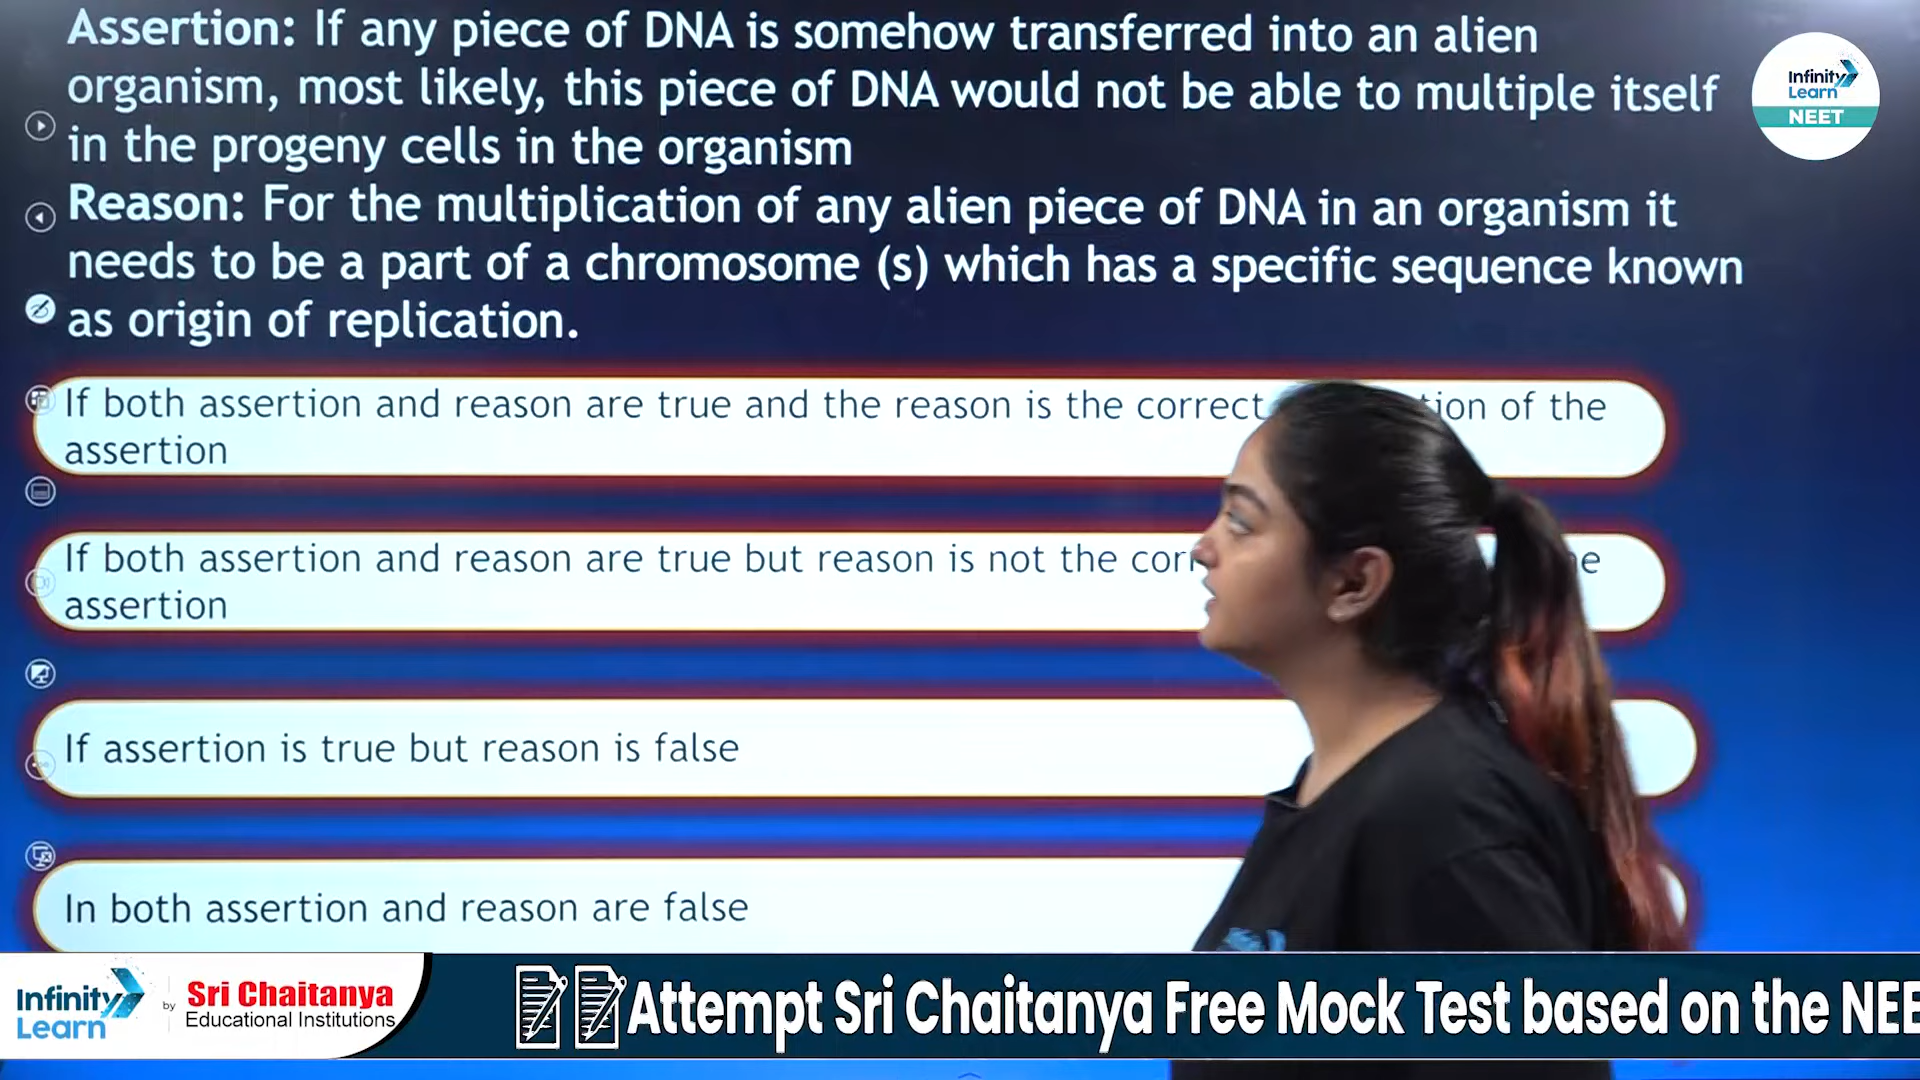 Assertion: If any piece of DNA is somehow transferred into an alien
organism, most likely, this piece of DNA would not be able to multiple itself
in the progeny cells in the organism
Reason: For the multiplication of any alien piece of DNA in an organism it
needs to be a part of a chromosome (s) which has a specific sequence known
as origin of replication.
Infinity
Learn
NEET
If both assertion and reason are true and the reason is the correct tion of the
assertion
If both assertion and reason are true but reason is not the
assertion
If assertion is true but reason is false
In both assertion and reason are false
Infinity
Learn
by
Sri Chaitanya
Educational Institutions
Attempt Sri Chaitanya Free Mock Test based on the NEE